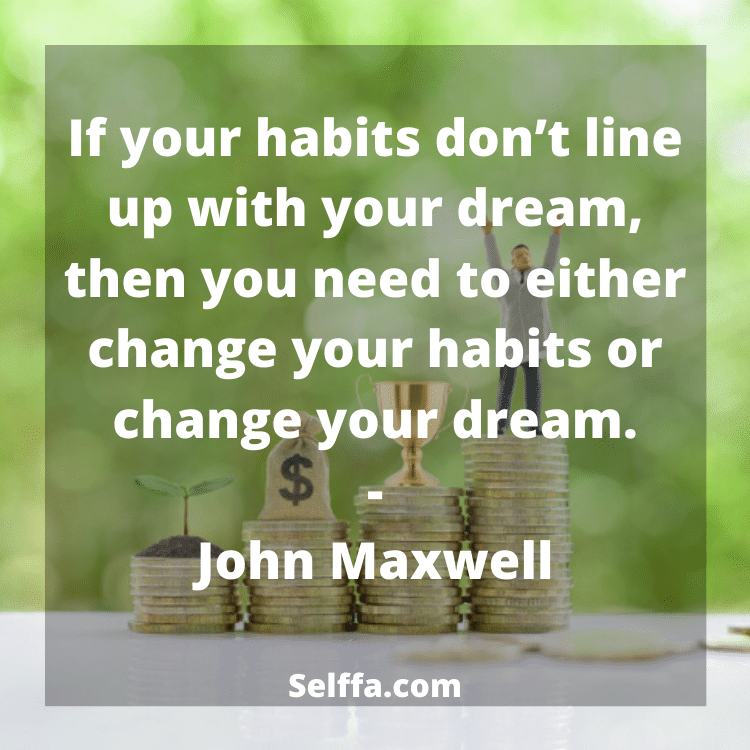 If your habits don’t line
up with your dream,
then you need to either
change your habits or
change your dream.
-
John Maxwell
$
Selffa.com